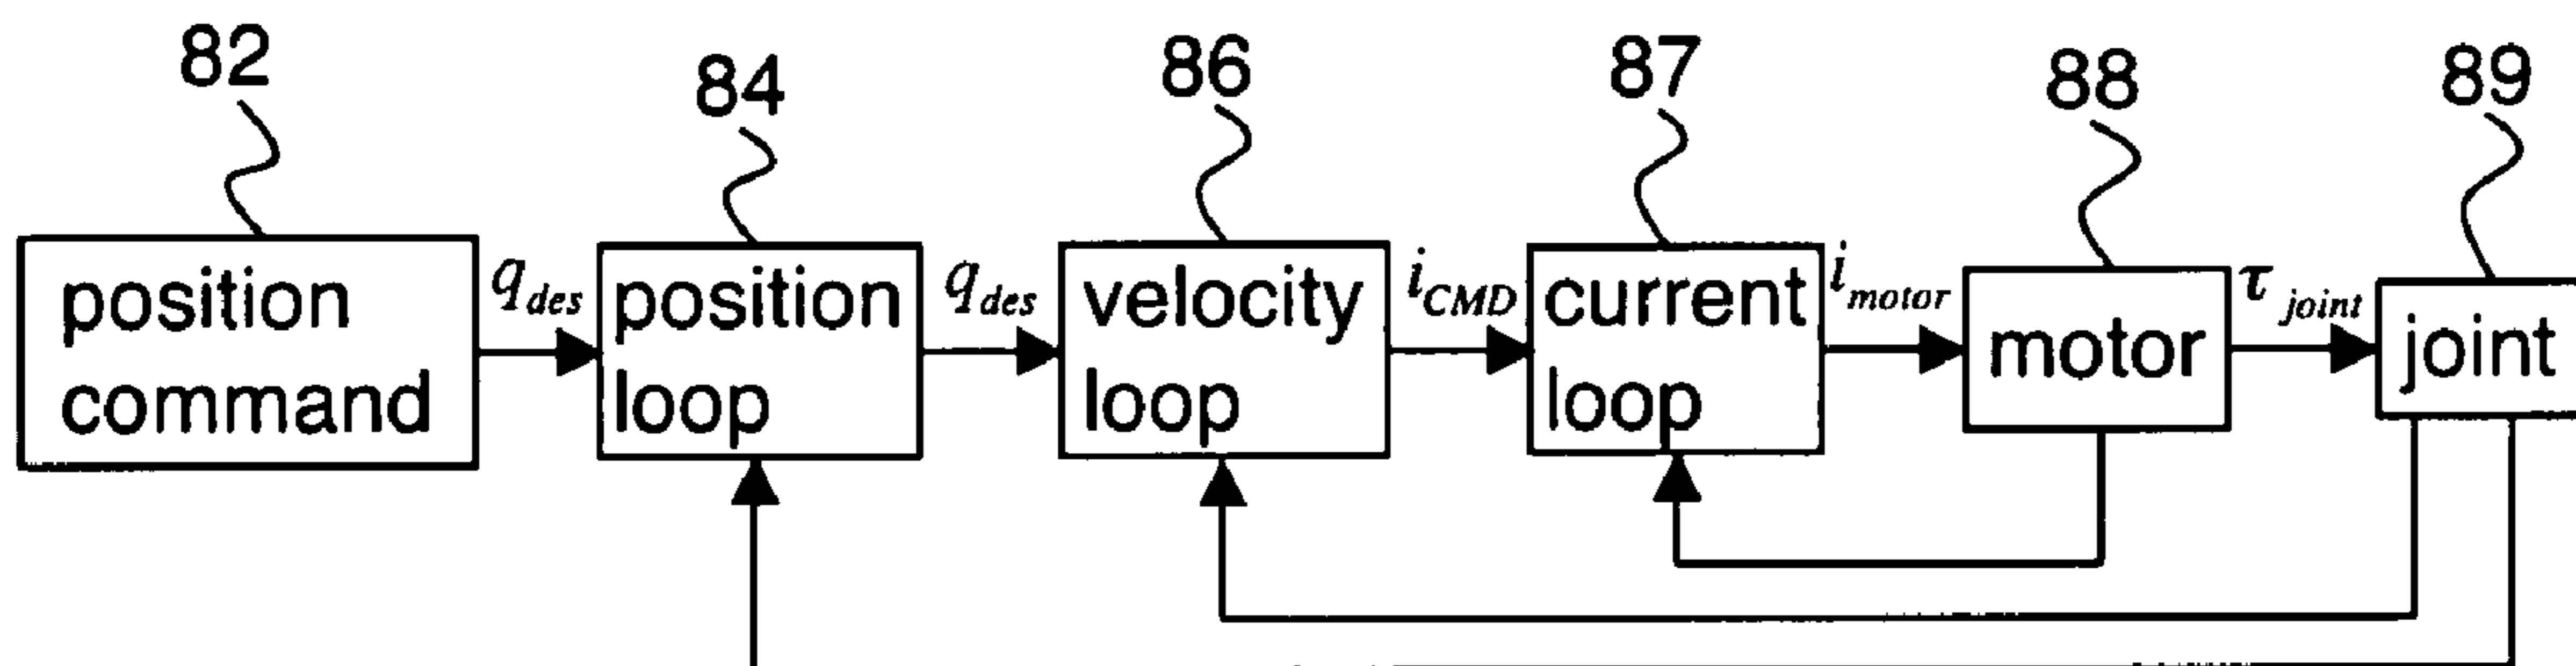 82
84
86
87
88
89
position
command
q_des
position
loop
q_des
velocity
loop
i_CMD
current
loop
i_motor
motor
τ_joint
joint